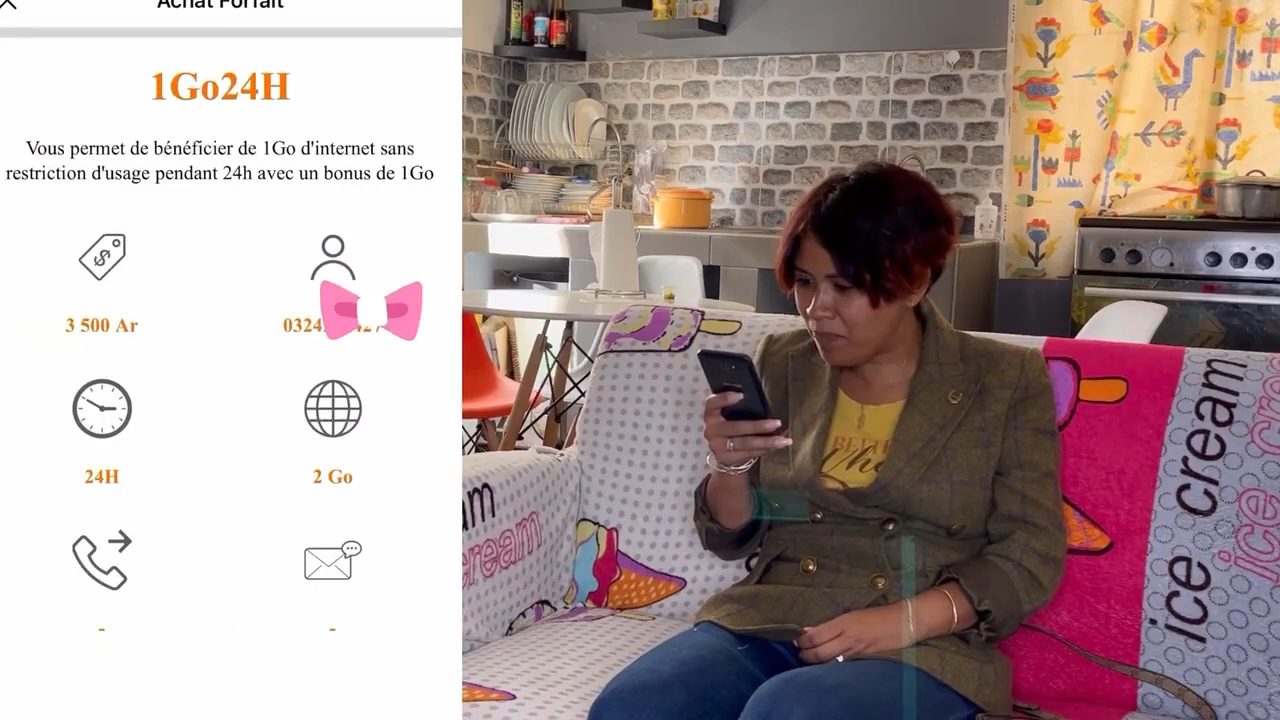 Achat Forfait
1Go24H
Vous permet de bénéficier de 1Go d'internet sans
restriction d'usage pendant 24h avec un bonus de 1Go
3 500 Ar
24H
2 Go
-
-
cream
ice cream
ice cream